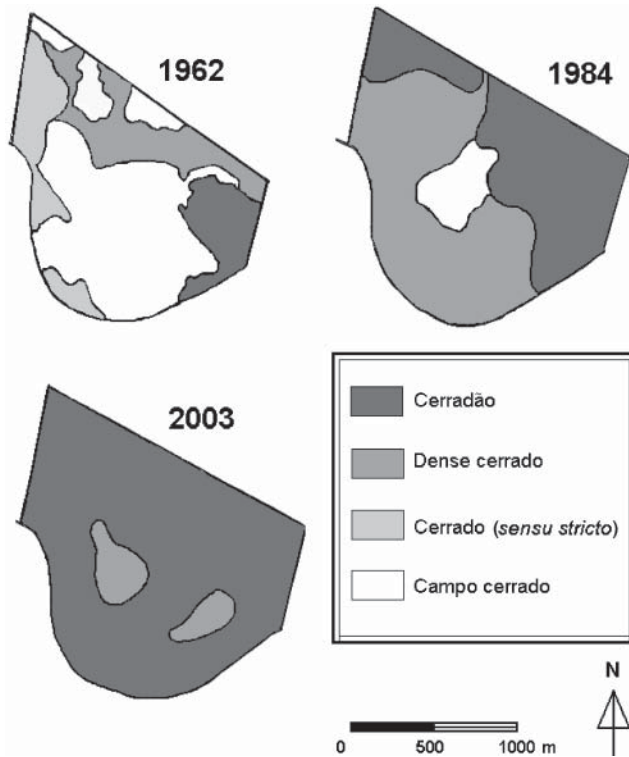 1962
1984
2003
Cerradão
Dense cerrado
Cerrado (sensu stricto)
Campo cerrado
N
0 500 1000 m